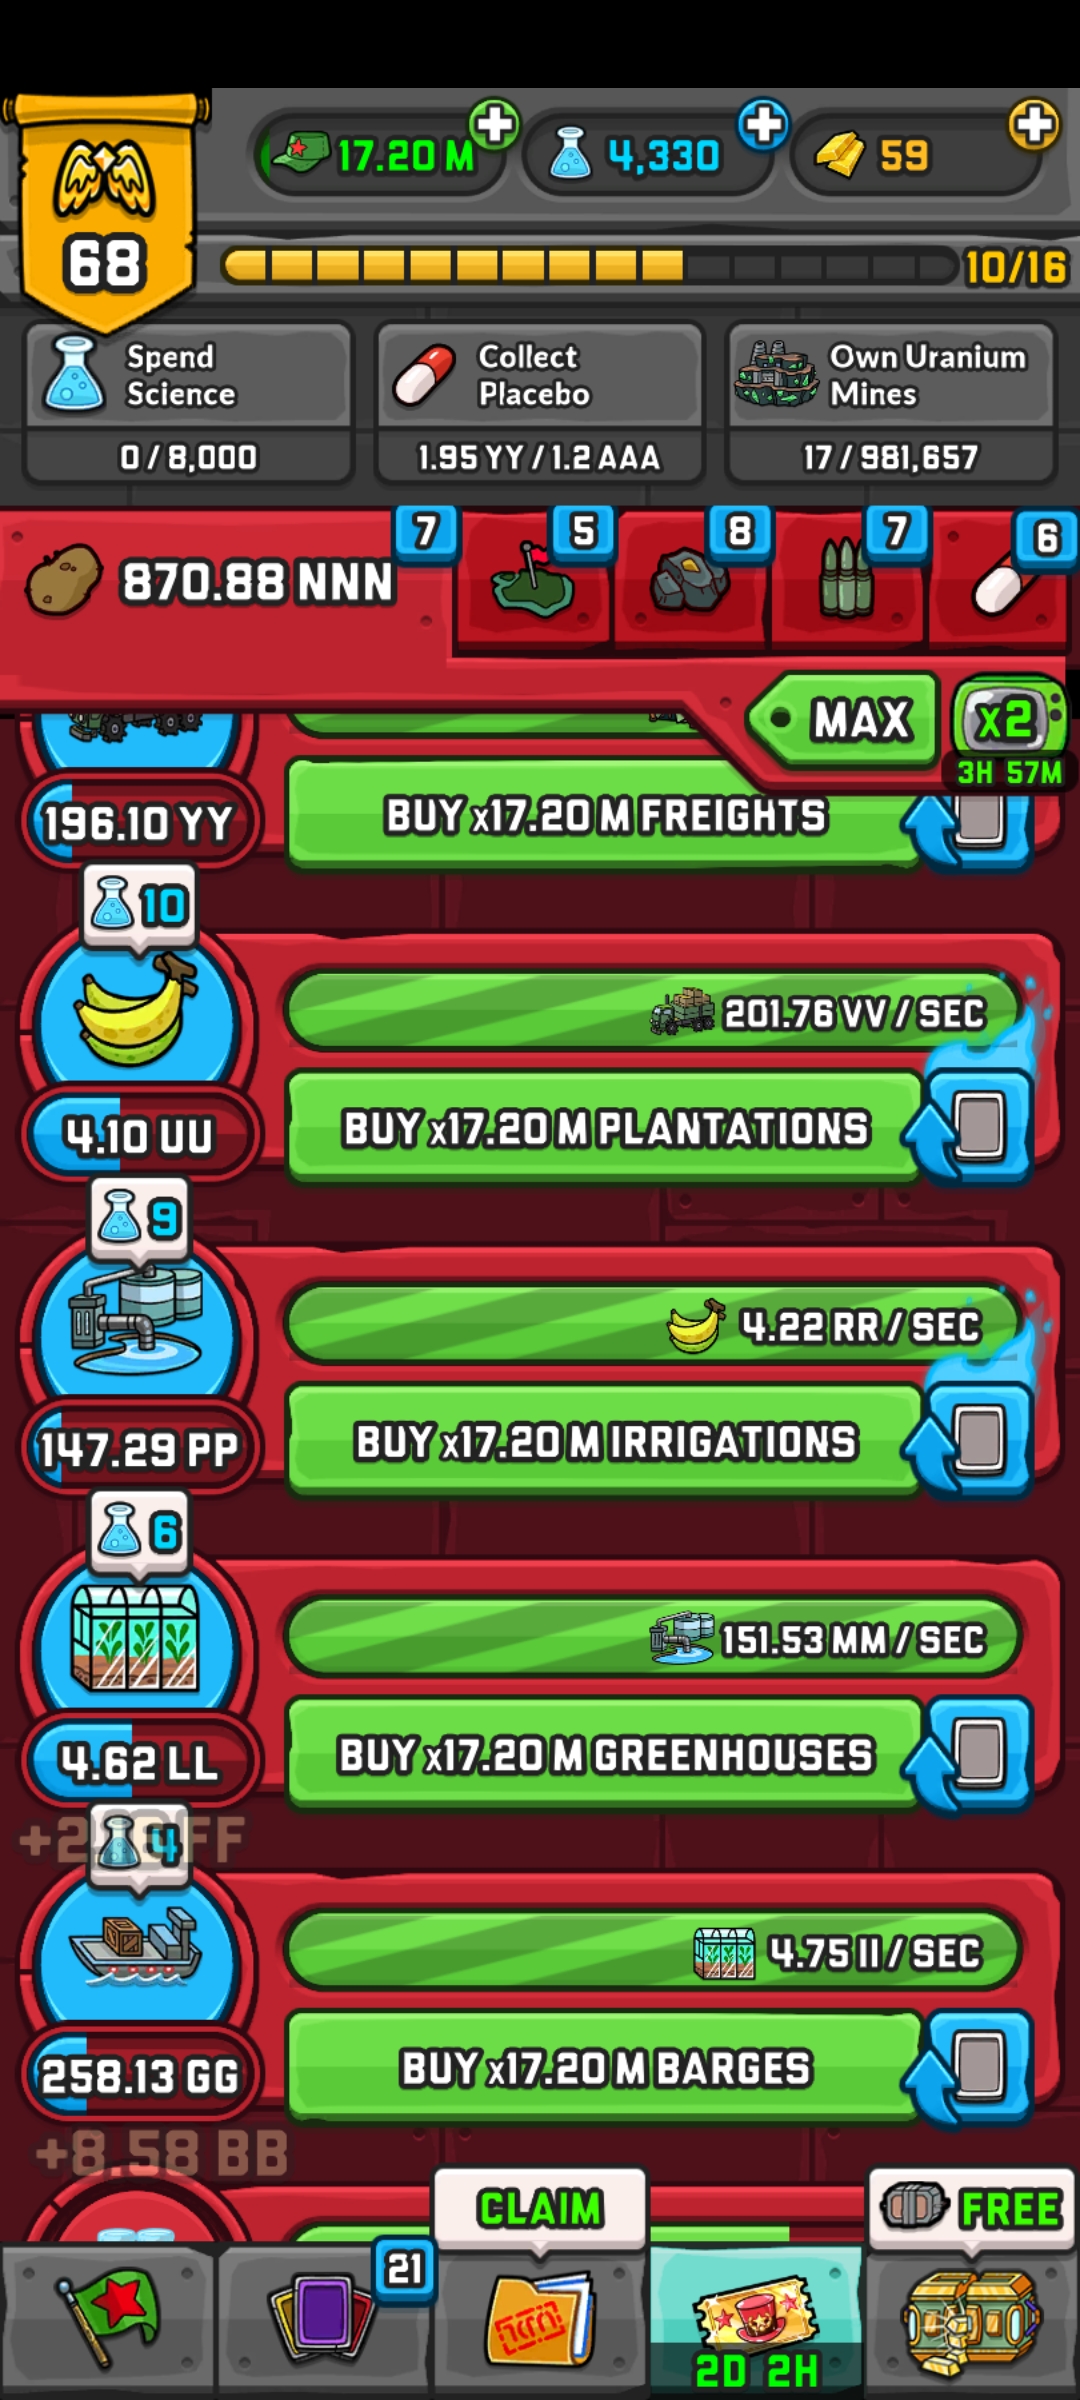 17.20 M
4,330
59
68
10/16
Spend
Science
0 / 8,000
Collect
Placebo
1.95 YY / 1.2 AAA
Own Uranium
Mines
17 / 981,657
870.88 NNN
7
5
8
7
6
MAX
x2
3H 57M
196.10 YY
BUY x17.20 M FREIGHTS
10
201.76 VV / SEC
4.10 UU
BUY x17.20 M PLANTATIONS
9
4.22 RR / SEC
147.29 PP
BUY x17.20 M IRRIGATIONS
6
151.53 MM / SEC
4.62 LL
BUY x17.20 M GREENHOUSES
4
4.75 II / SEC
258.13 GG
BUY x17.20 M BARGES
+8.58 BB
CLAIM
FREE
21
2D 2H